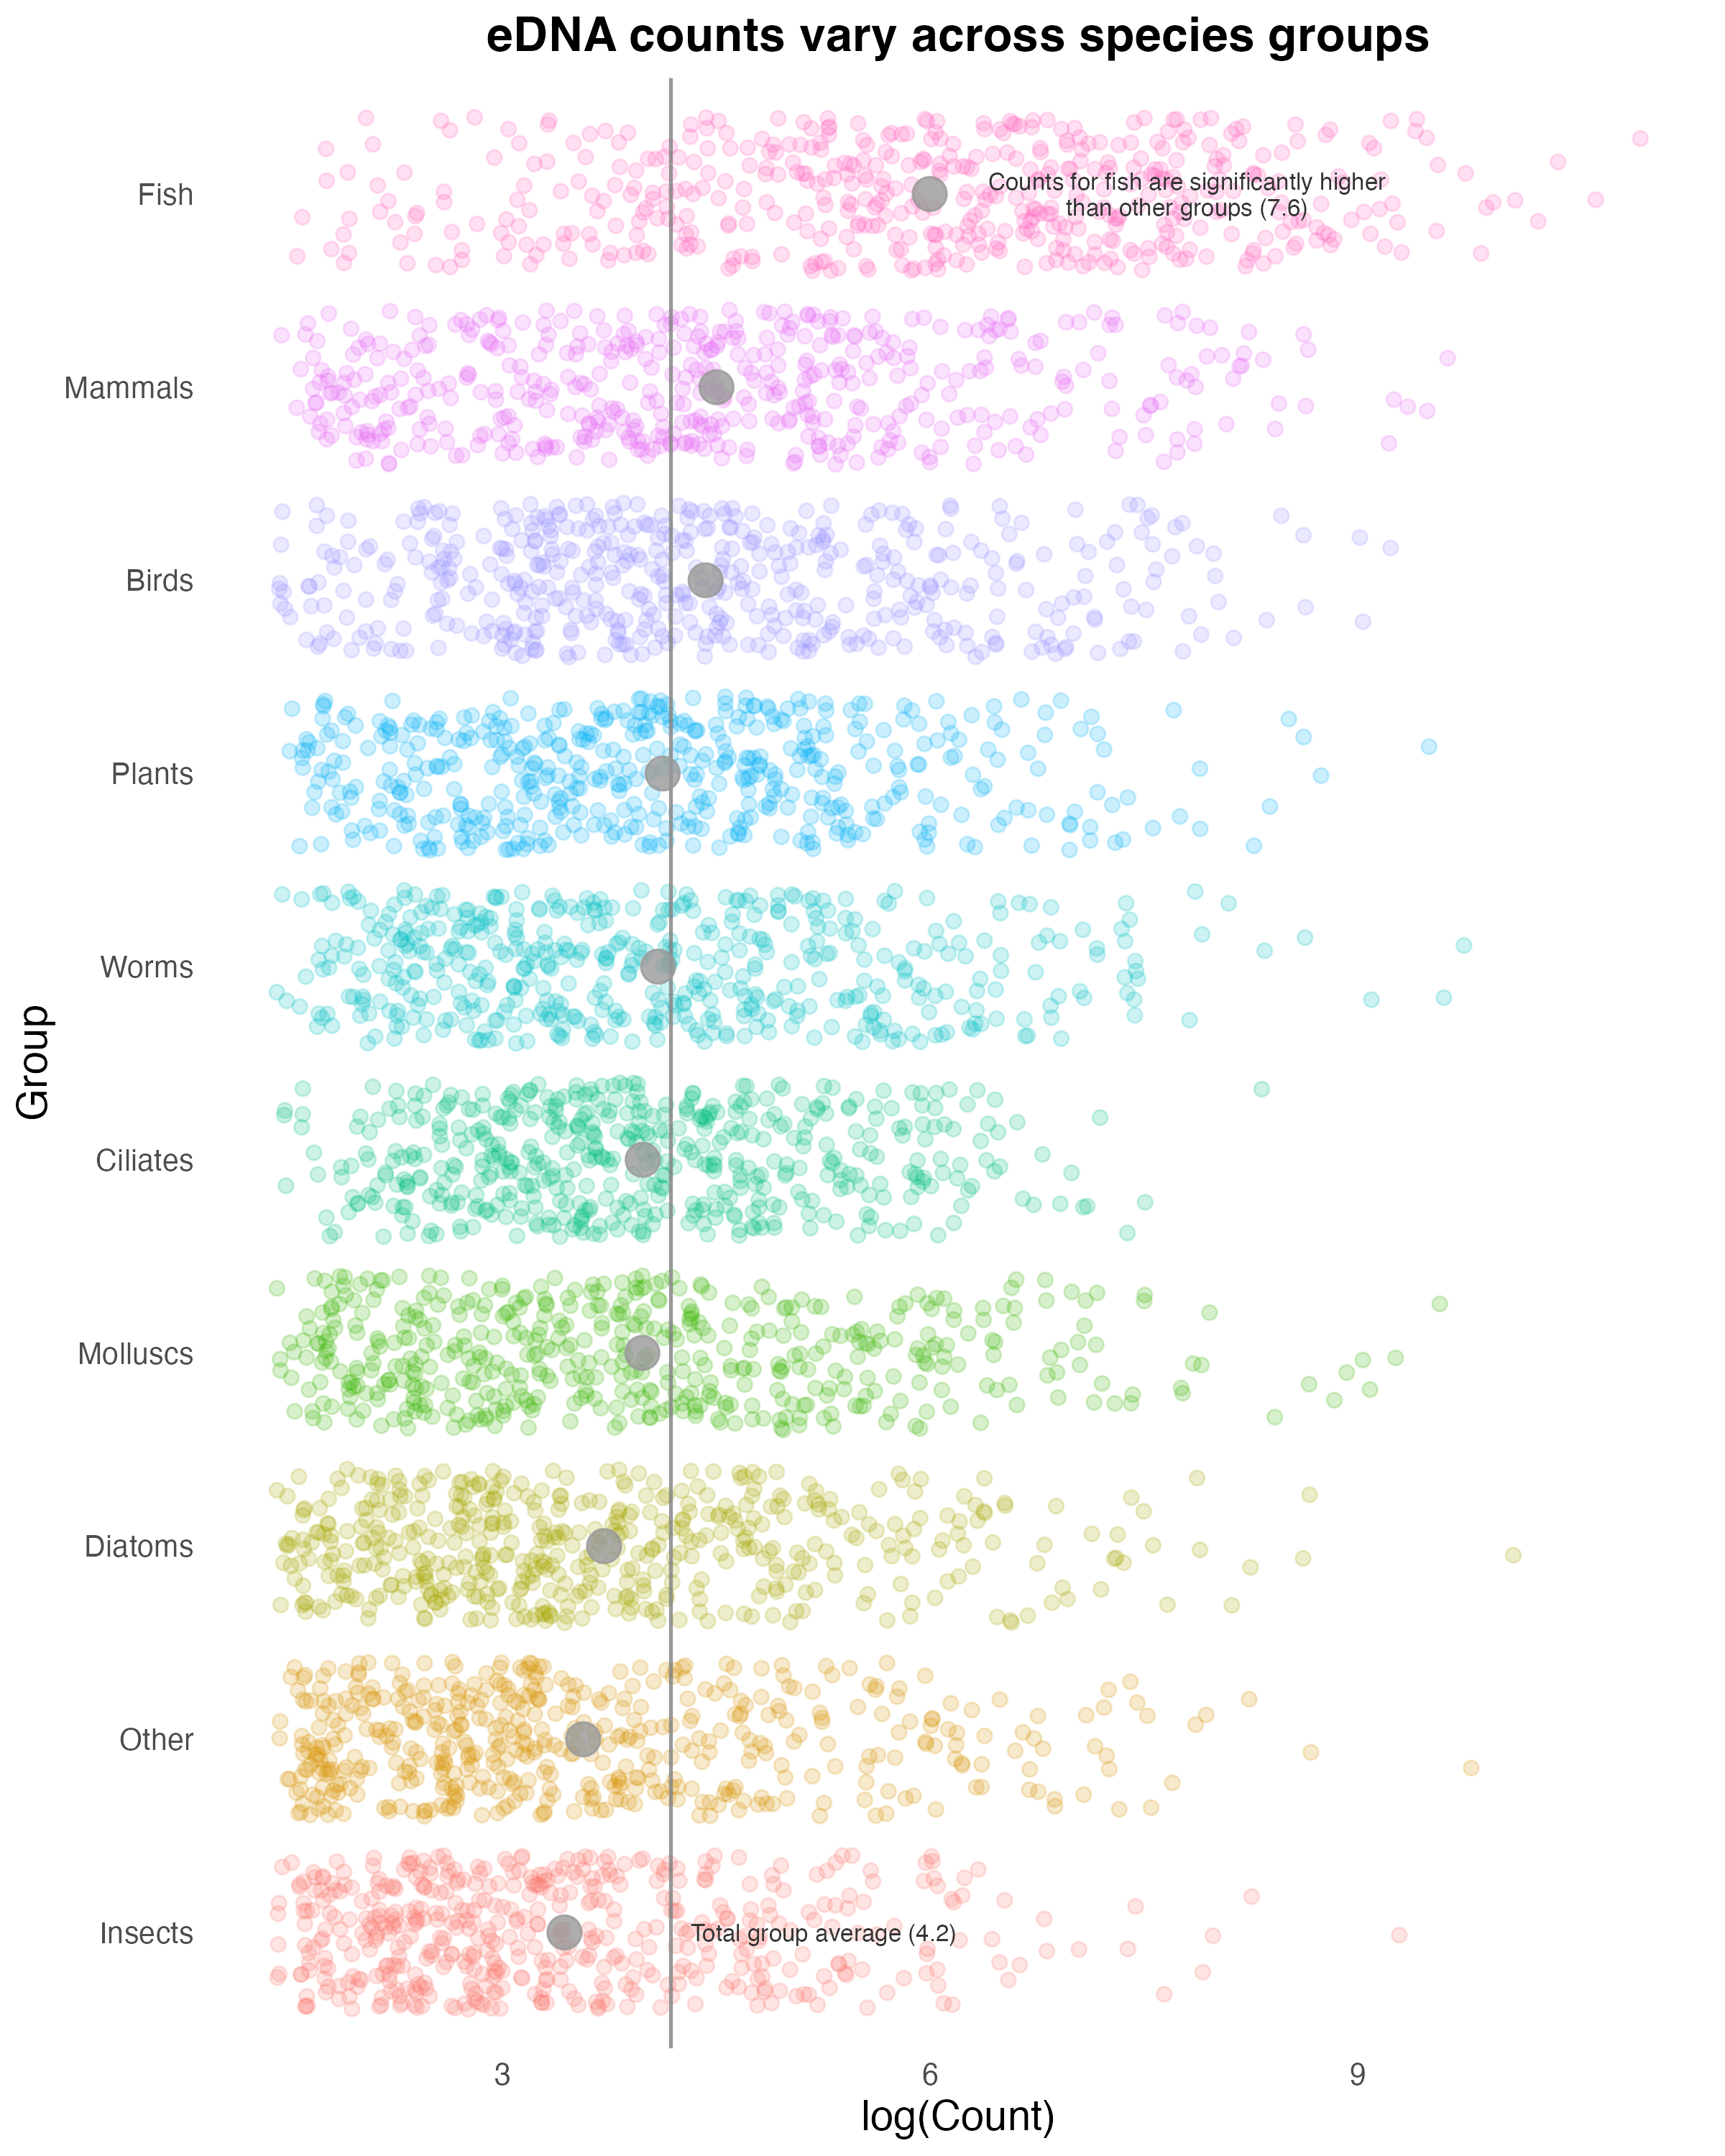 eDNA counts vary across species groups
Fish
Counts for fish are significantly higher
than other groups (7.6)
Mammals
Birds
Plants
Worms
Group
Ciliates
Molluscs
Diatoms
Other
Insects
Total group average (4.2)
3
6
9
log(Count)